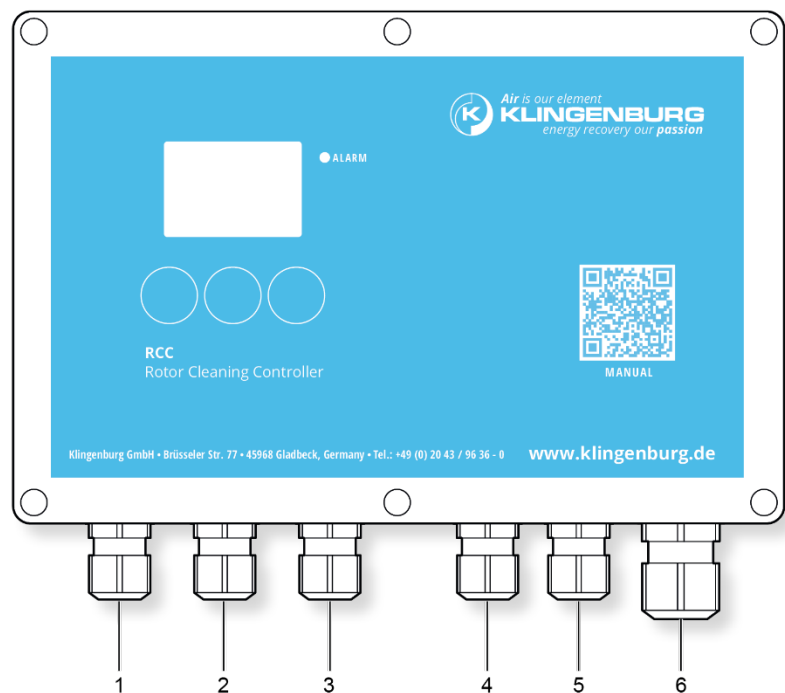 Air is our element
KLINGENBURG
energy recovery our passion
K
ALARM
RCC
Rotor Cleaning Controller
MANUAL
Klingenburg GmbH • Brüsseler Str. 77 • 45968 Gladbeck, Germany • Tel.: +49 (0) 20 43 / 96 36 - 0 www.klingenburg.de
1 2 3 4 5 6